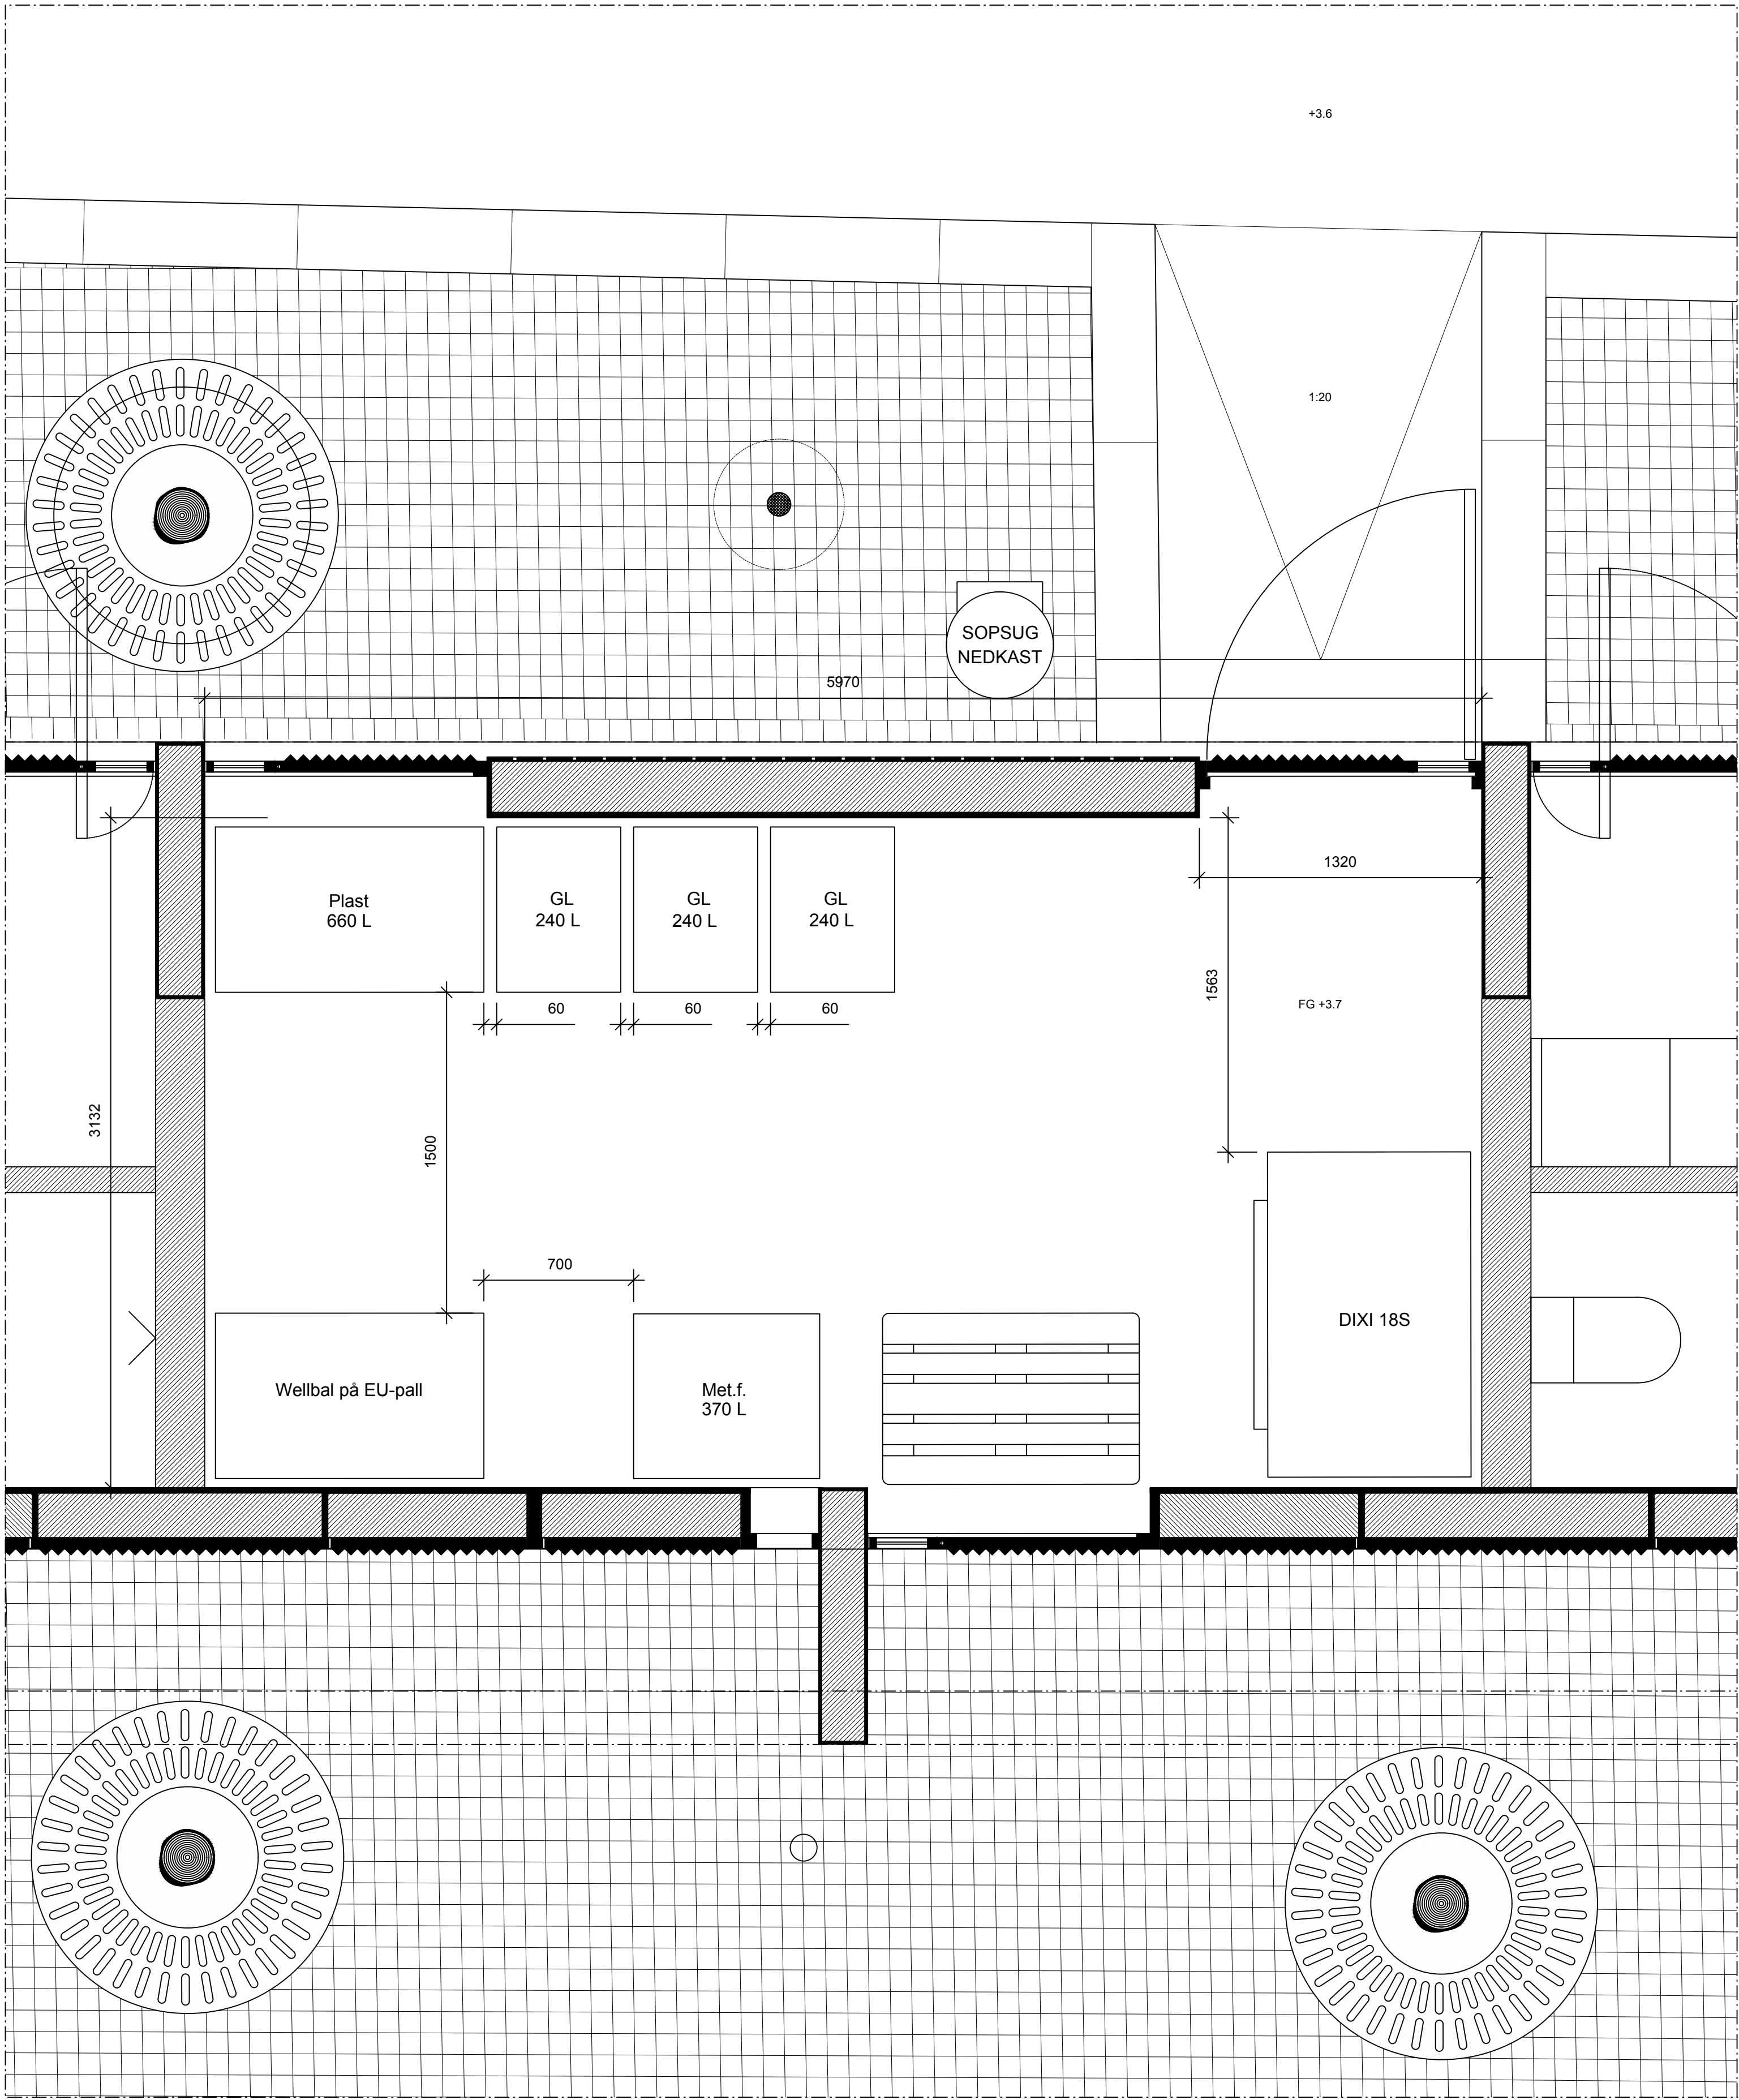 +3.6
1:20
SOPSUG
NEDKAST
5970
1320
Plast
660 L
GL
240 L
GL
240 L
GL
240 L
1563
FG +3.7
60
60
60
3132
1500
700
DIXI 18S
Wellbal på EU-pall
Met.f.
370 L